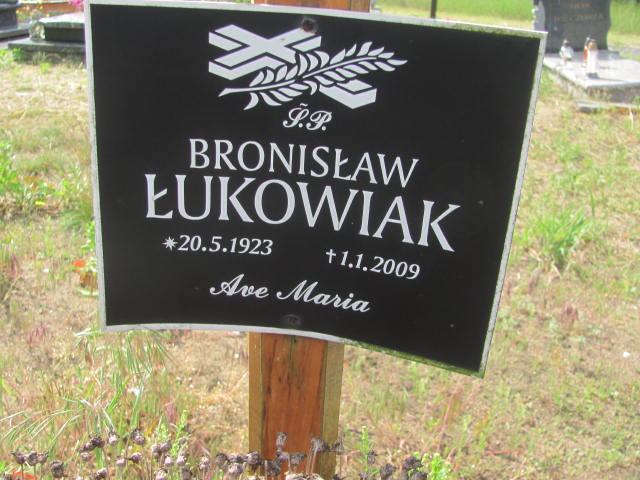 Ś.P.
BRONISŁAW
ŁUKOWIAK
*20.5.1923 †1.1.2009
Ave Maria